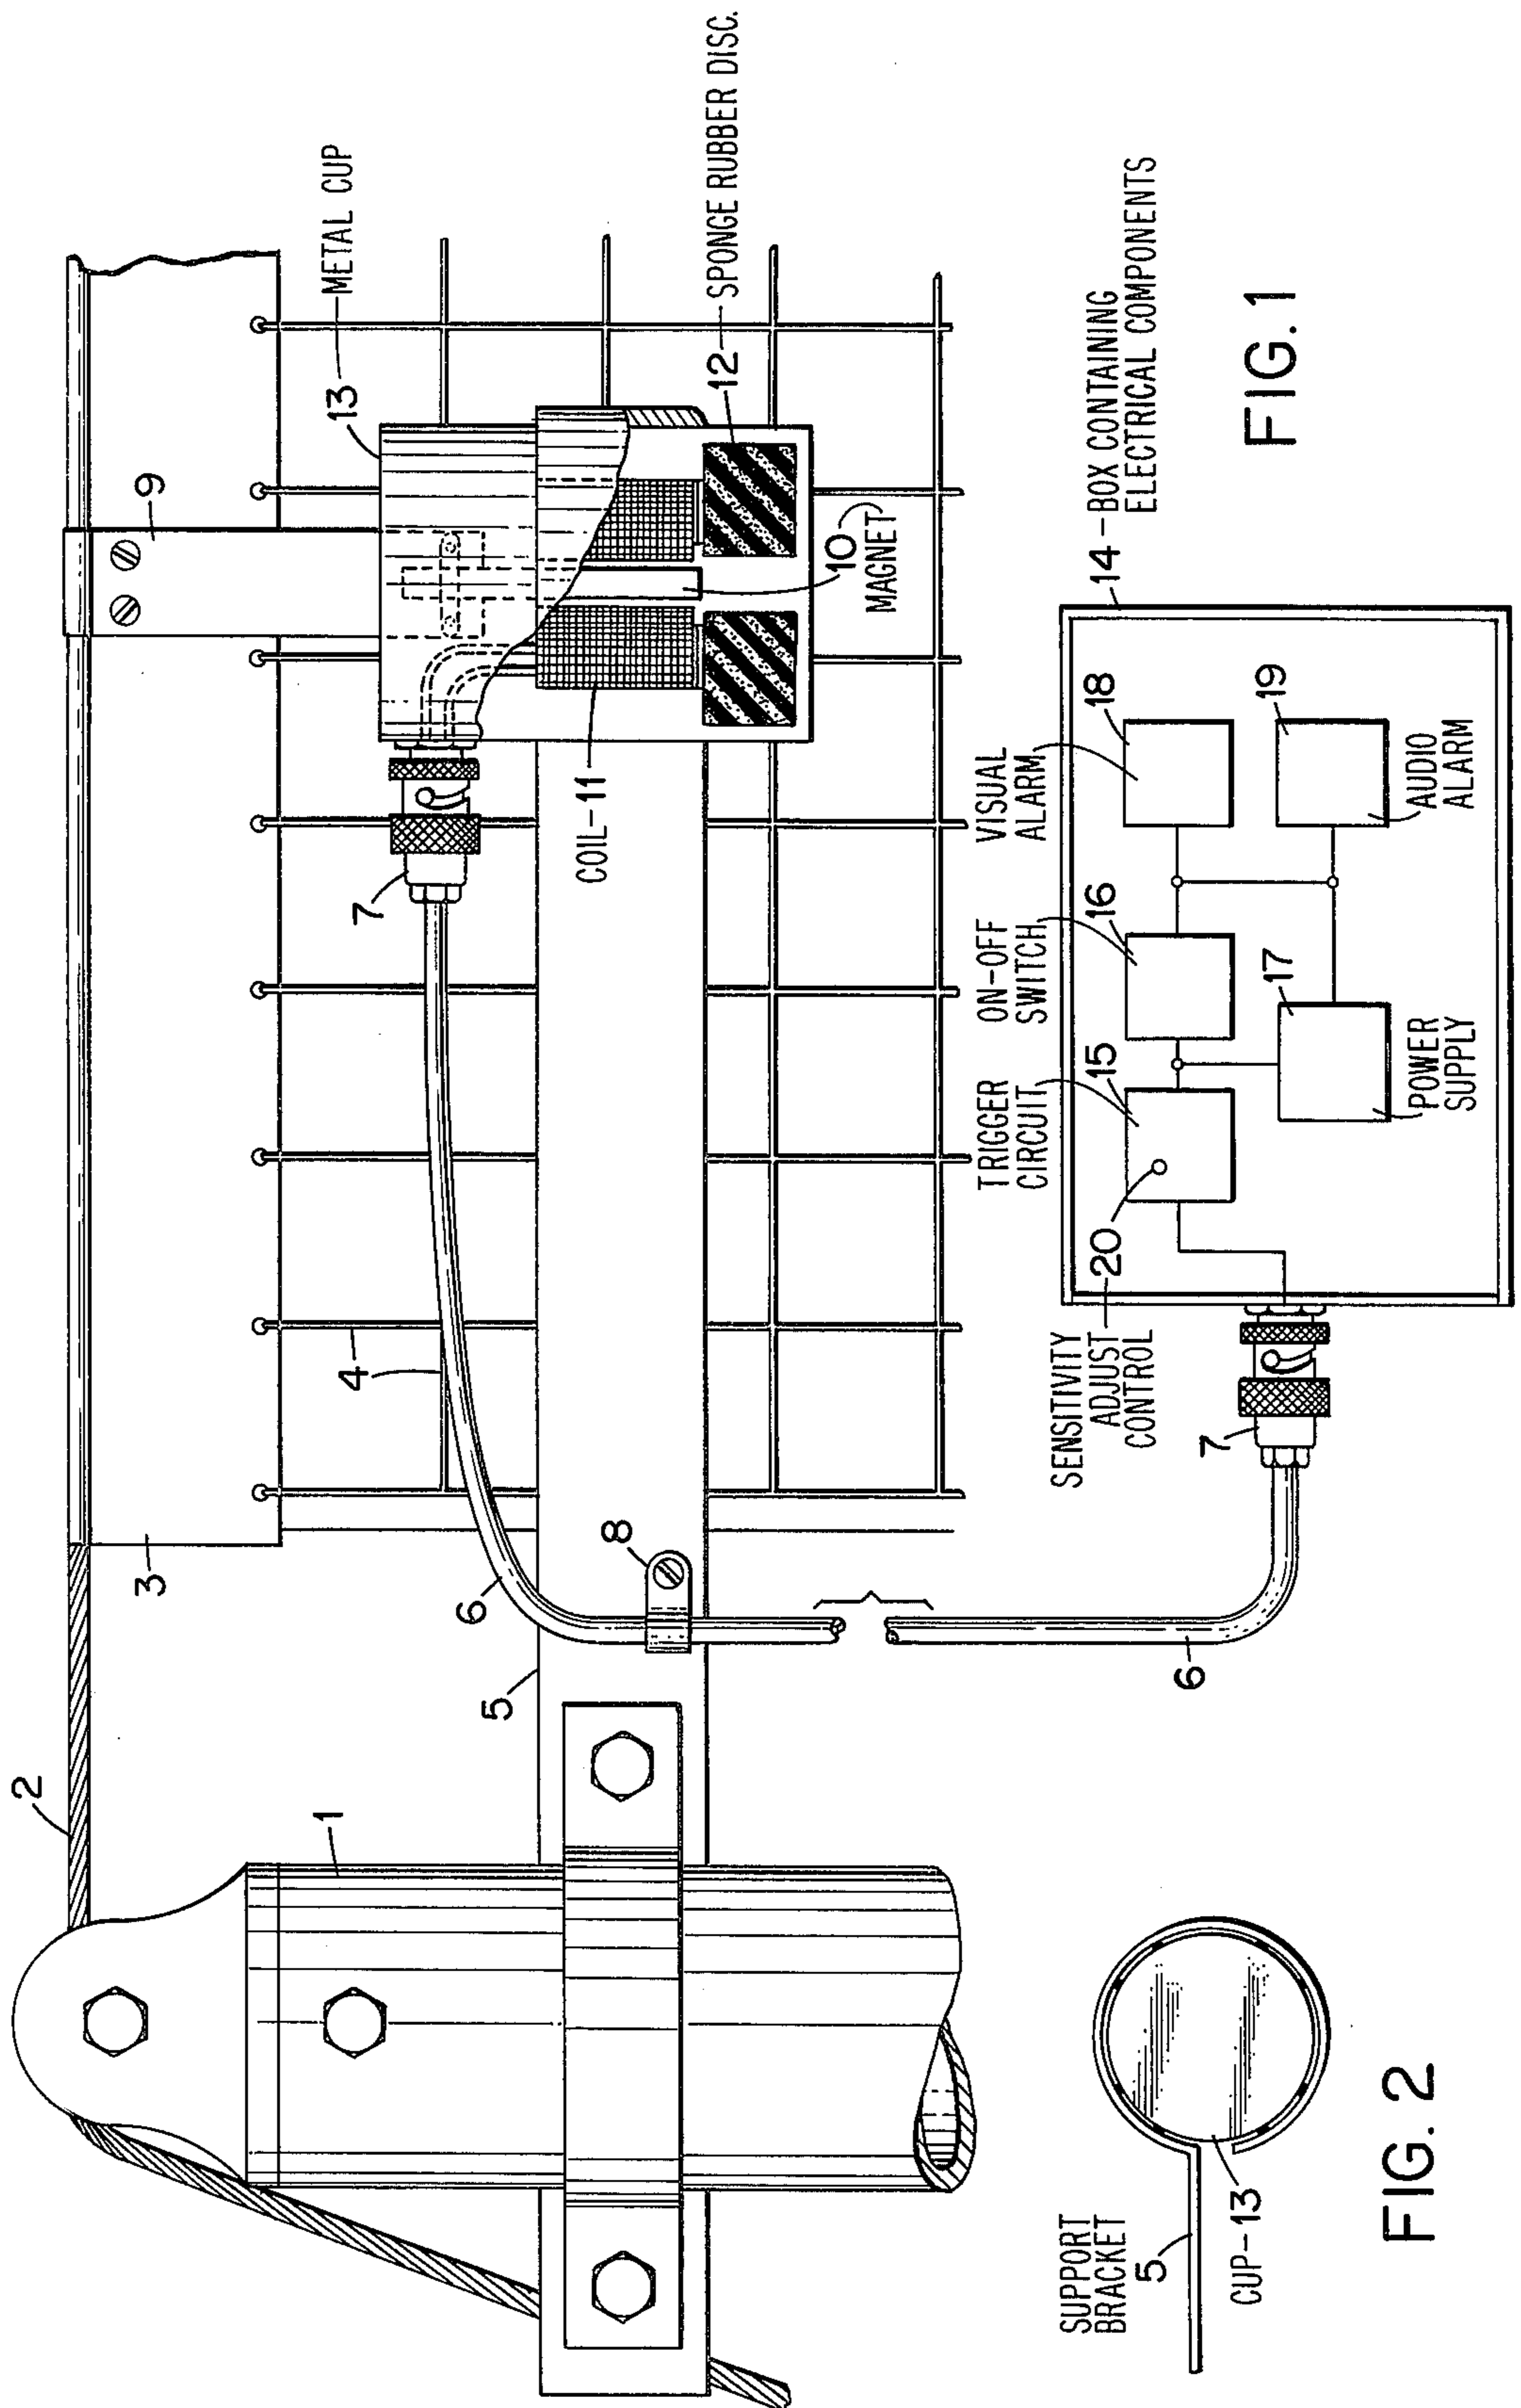 2
3
9
1
4
13—METAL CUP
7
5
6
8
COIL-11
10
MAGNET
12—SPONGE RUBBER DISC.
6
7
SENSITIVITY
ADJUST—20
CONTROL
TRIGGER
CIRCUIT
15
ON-OFF
SWITCH
16
VISUAL
ALARM
18
14—BOX CONTAINING
ELECTRICAL COMPONENTS
17
POWER
SUPPLY
19
AUDIO
ALARM
FIG. 1
SUPPORT
BRACKET
5
CUP-13
FIG. 2